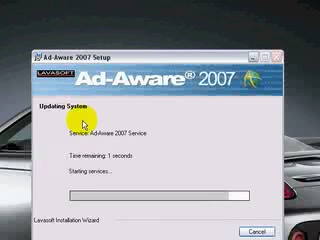 Ad-Aware 2007 Setup
LAVASOFT
Ad-Aware® 2007
Updating System
Service: Ad-Aware 2007 Service
Time remaining: 1 seconds
Starting services...
Lavasoft Installation Wizard
Cancel